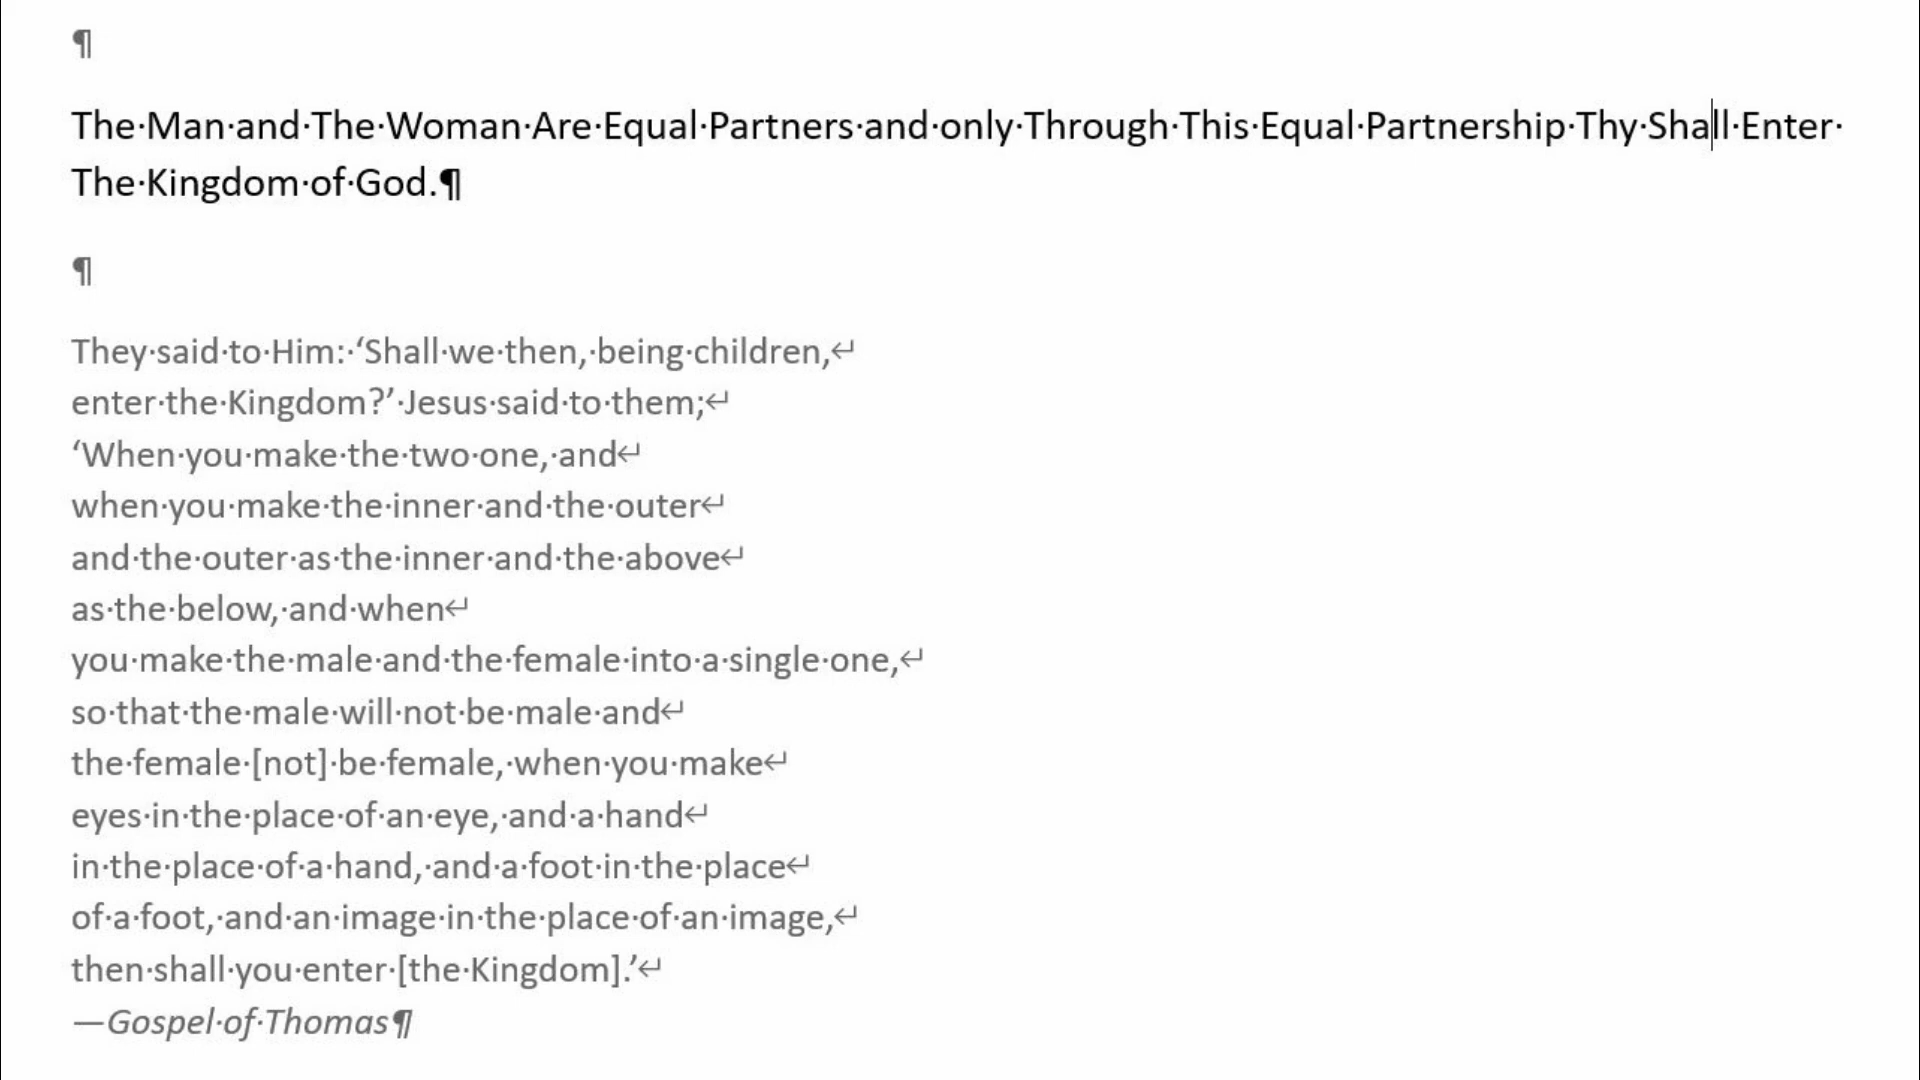 ¶
The·Man·and·The·Woman·Are·Equal·Partners·and·only·Through·This·Equal·Partnership·Thy·Shall·Enter·
The·Kingdom·of·God.¶
¶
They·said·to·Him:·‘Shall·we·then,·being·children,↵
enter·the·Kingdom?’·Jesus·said·to·them;↵
‘When·you·make·the·two·one,·and↵
when·you·make·the·inner·and·the·outer↵
and·the·outer·as·the·inner·and·the·above↵
as·the·below,·and·when↵
you·make·the·male·and·the·female·into·a·single·one,↵
so·that·the·male·will·not·be·male·and↵
the·female·[not]·be·female,·when·you·make↵
eyes·in·the·place·of·an·eye,·and·a·hand↵
in·the·place·of·a·hand,·and·a·foot·in·the·place↵
of·a·foot,·and·an·image·in·the·place·of·an·image,↵
then·shall·you·enter·[the·Kingdom].’↵
—Gospel·of·Thomas¶